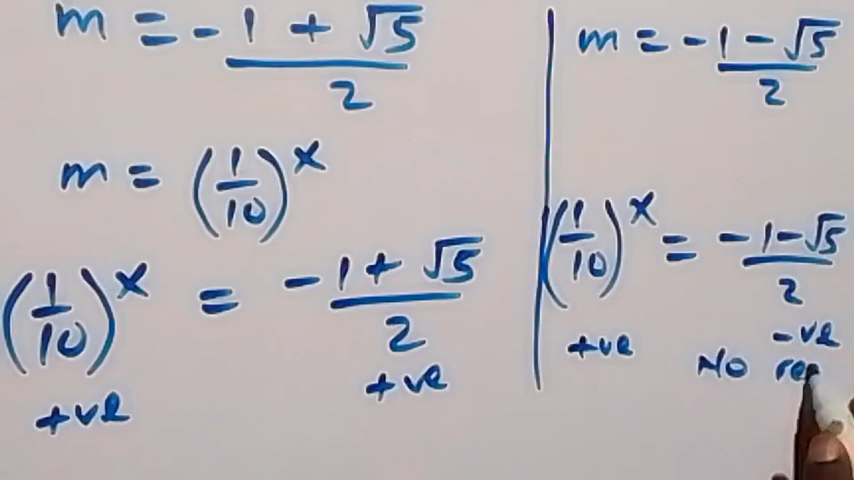 m = -1 + √5 / 2
m = (1/10)^x
(1/10)^x = -1 + √5 / 2
+ve +ve
m = -1 - √5 / 2
(1/10)^x = -1 - √5 / 2
+ve -ve
No